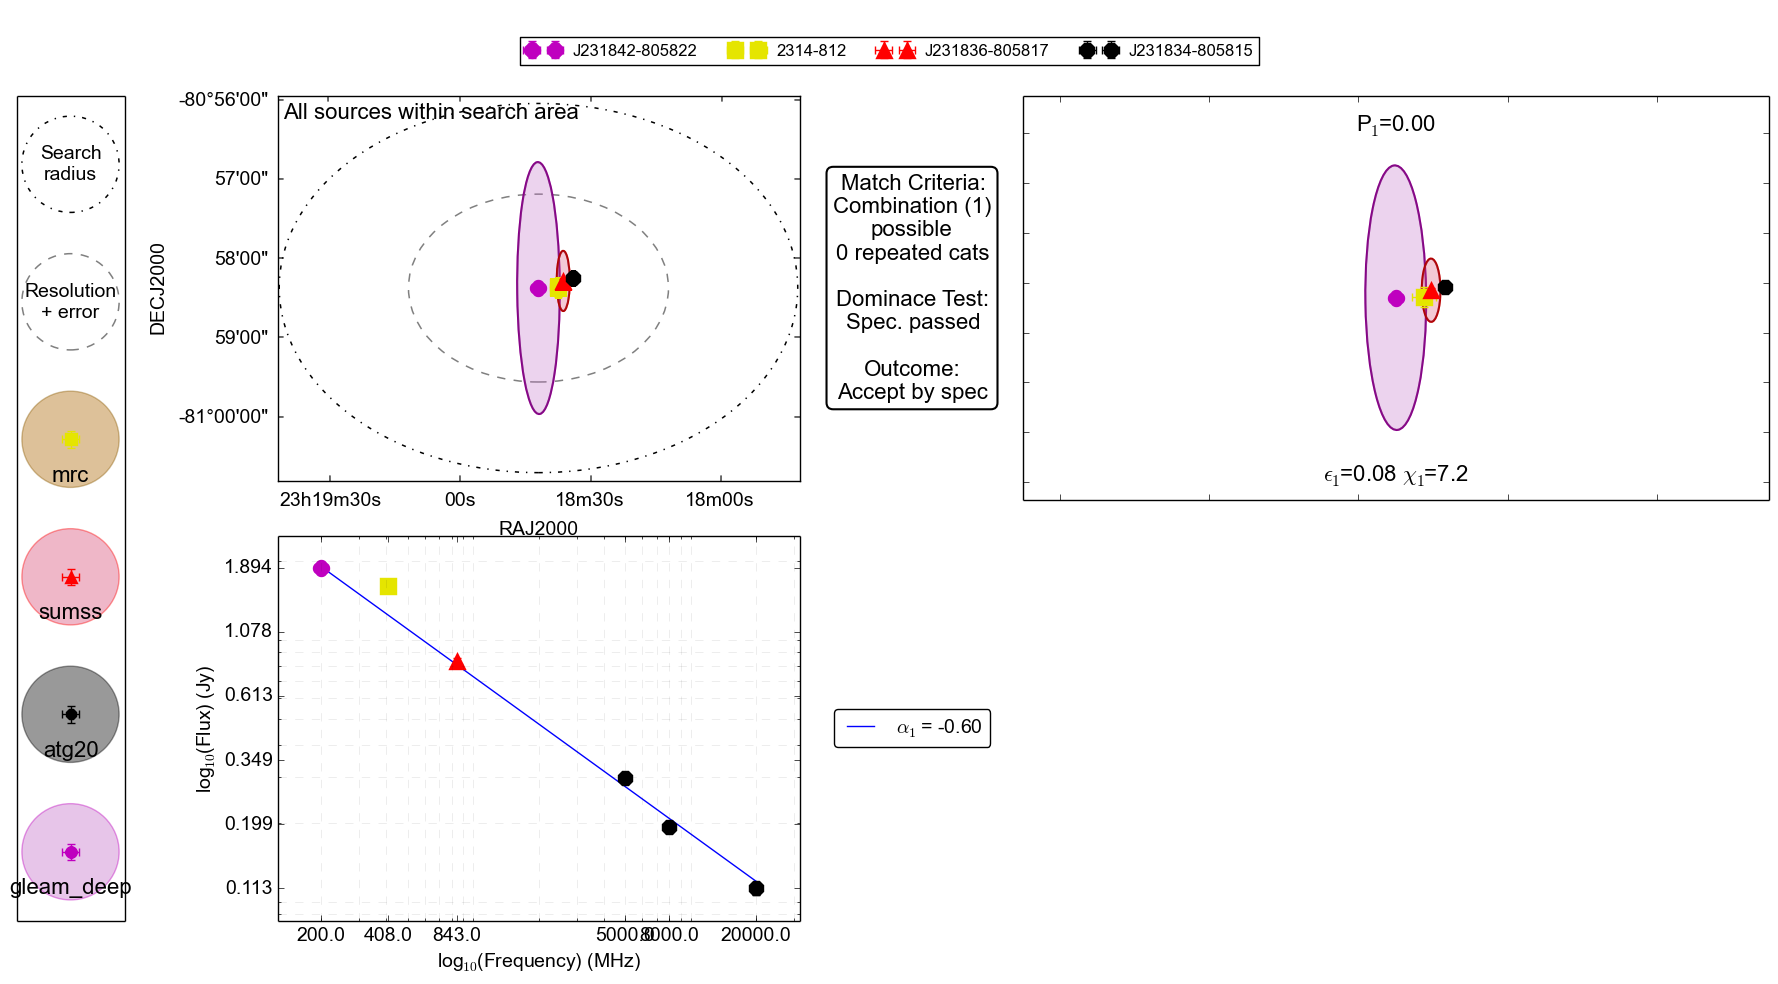 J231842-805822 2314-812 J231836-805817 J231834-805815
Search
radius
Resolution
+ error
mrc
sumss
atg20
gleam_deep
All sources within search area
DECJ2000
-80°56'00"
57'00"
58'00"
59'00"
-81°00'00"
23h19m30s 00s 18m30s 18m00s
RAJ2000
Match Criteria:
Combination (1)
possible
0 repeated cats
Dominace Test:
Spec. passed
Outcome:
Accept by spec
P₁=0.00
ϵ₁=0.08 χ₁=7.2
log₁₀(Flux) (Jy)
1.894
1.078
0.613
0.349
0.199
0.113
200.0 408.0 843.0 5000.0 8000.0 20000.0
log₁₀(Frequency) (MHz)
α₁ = -0.60